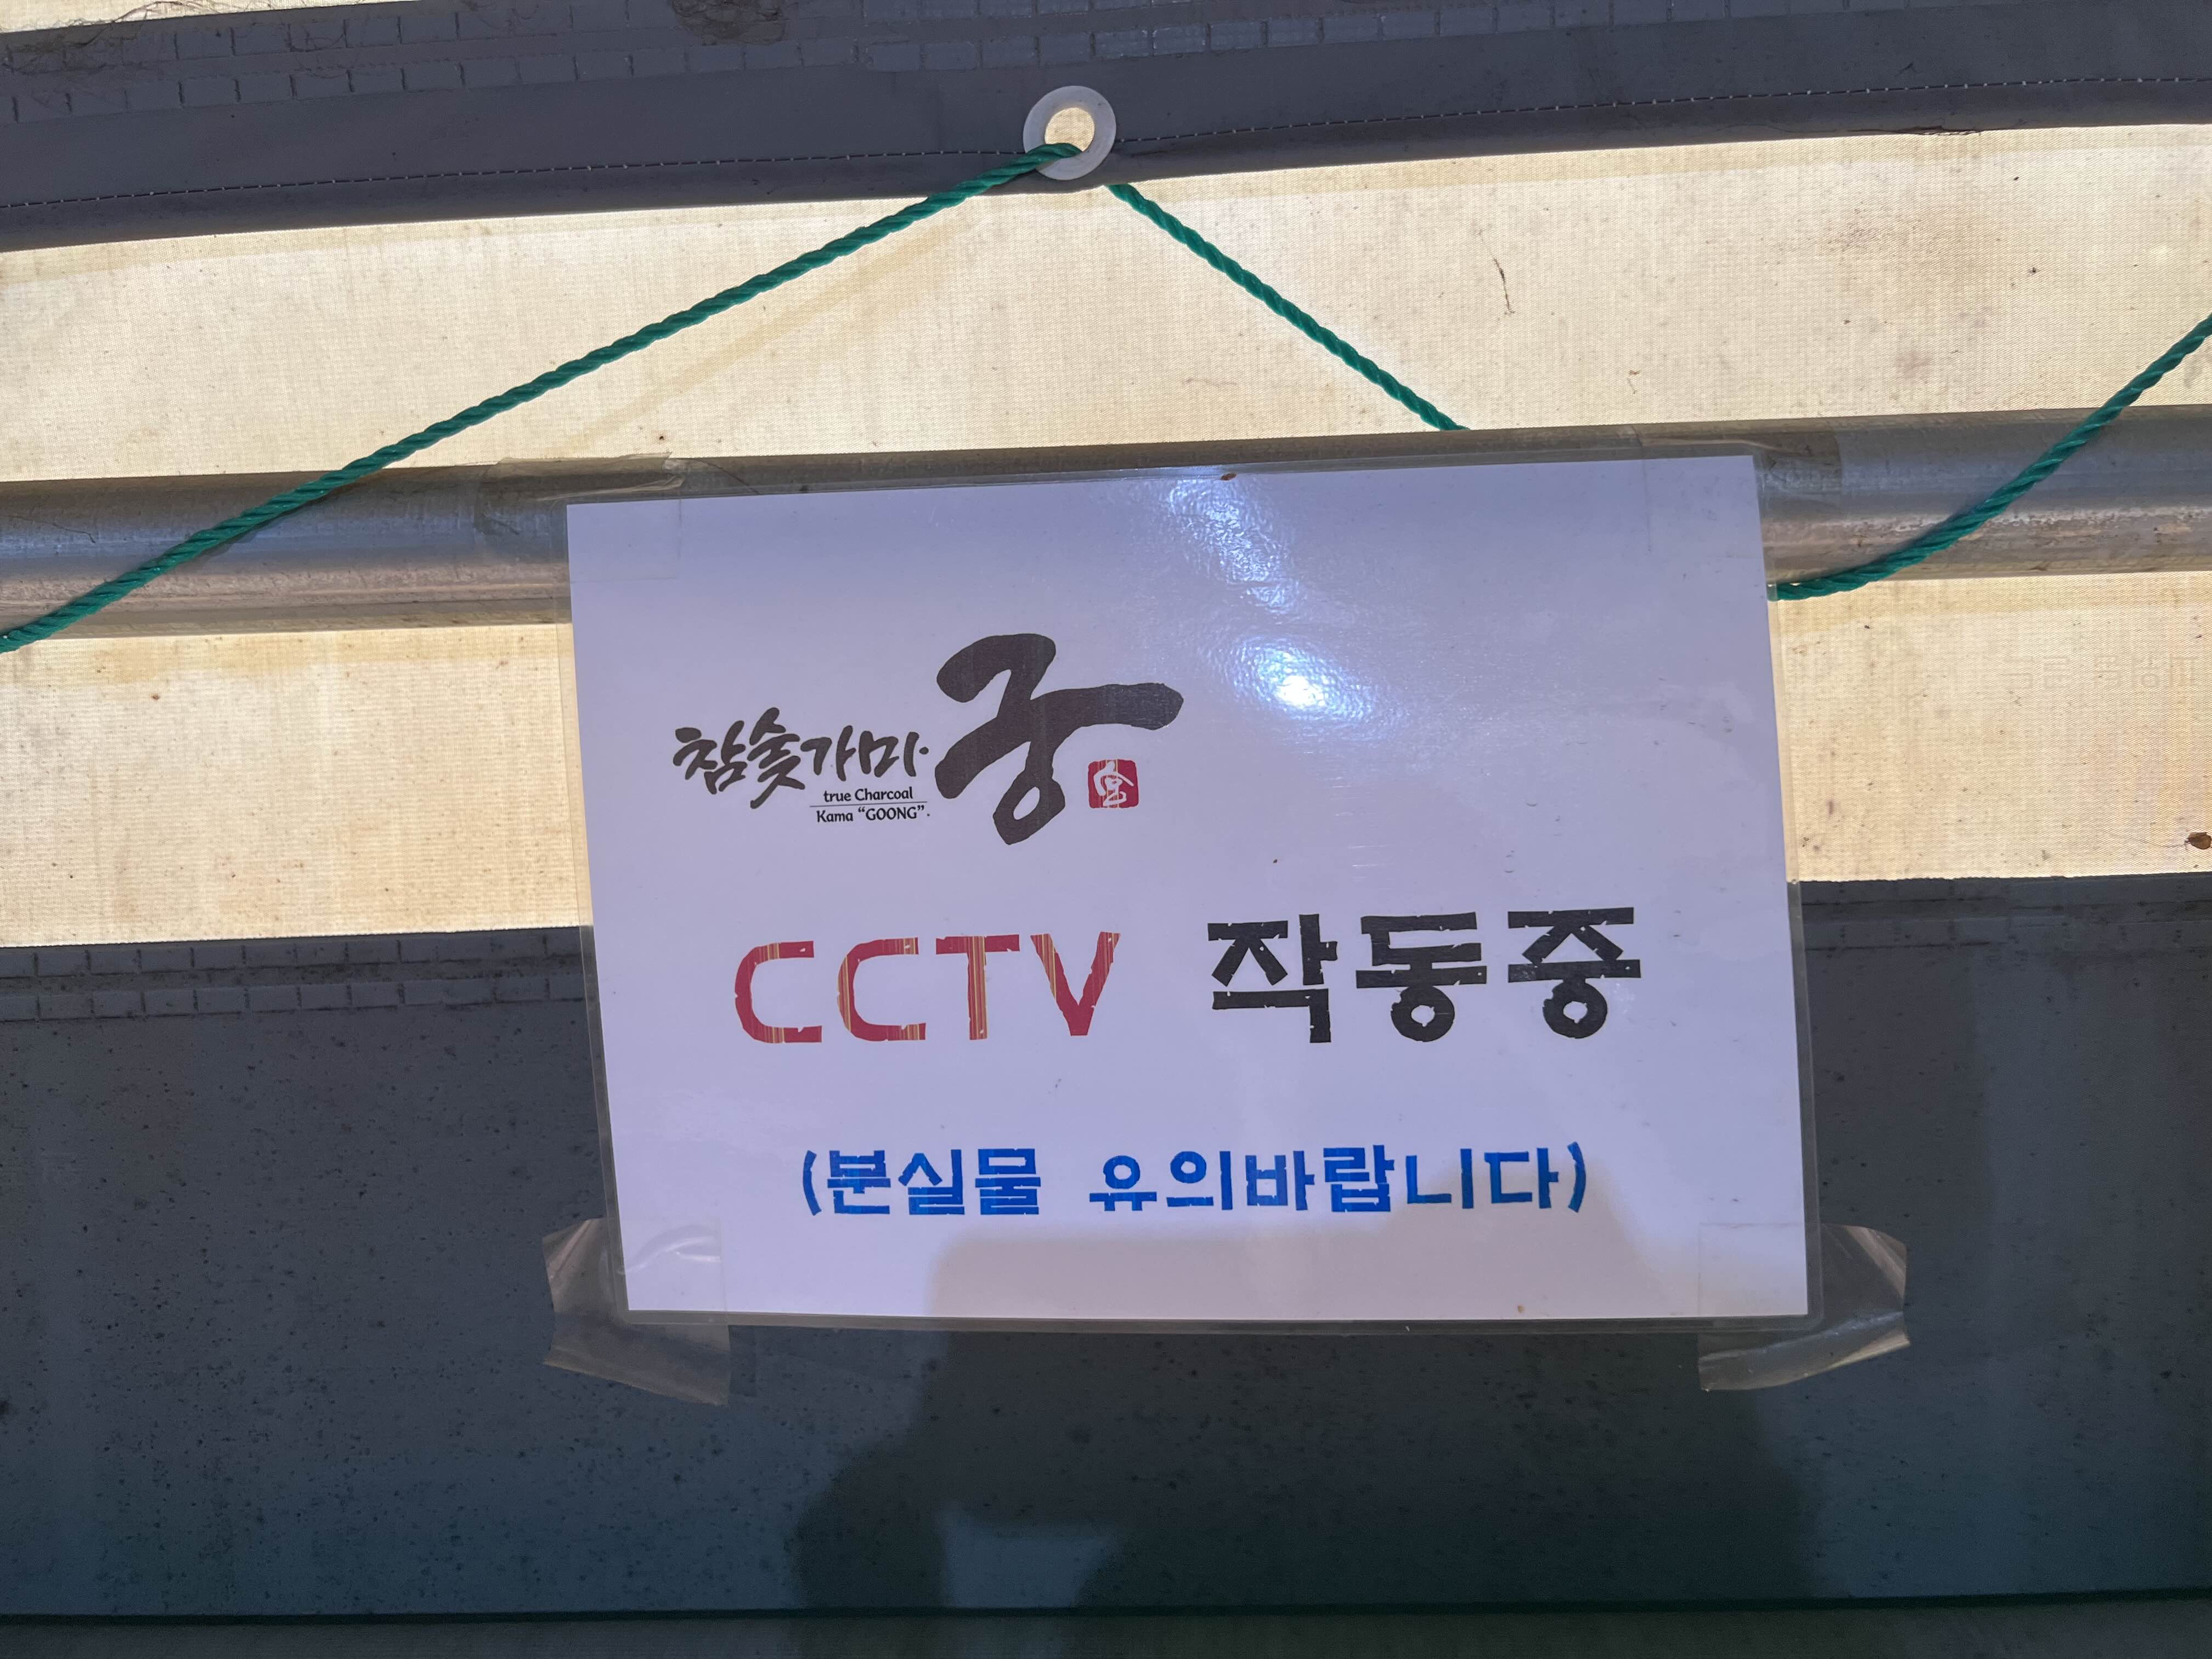 참숯가마 궁
true Charcoal
Kama “GOONG”
CCTV 작동중
(분실물 유의바랍니다)